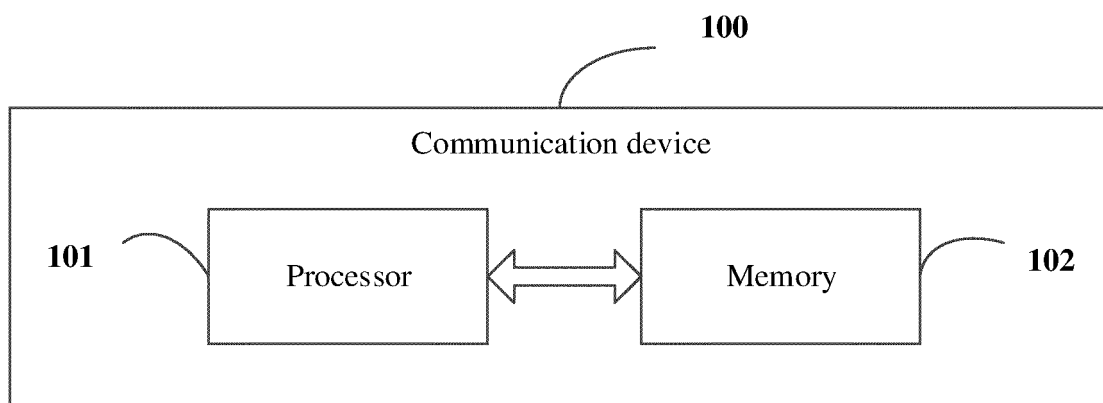 100
Communication device
101
Processor
Memory
102